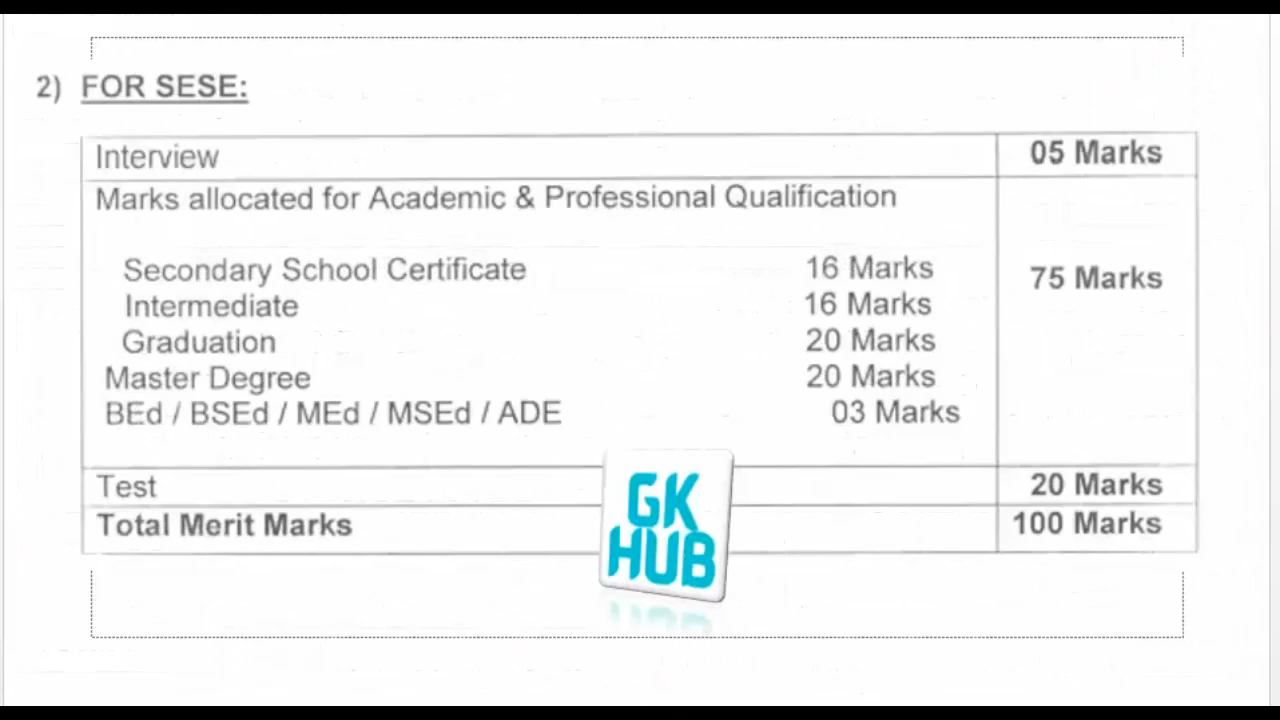 2) FOR SESE:
Interview 05 Marks
Marks allocated for Academic & Professional Qualification
Secondary School Certificate 16 Marks 75 Marks
Intermediate 16 Marks
Graduation 20 Marks
Master Degree 20 Marks
BEd / BSEd / MEd / MSEd / ADE 03 Marks
Test 20 Marks
Total Merit Marks 100 Marks
GK
HUB